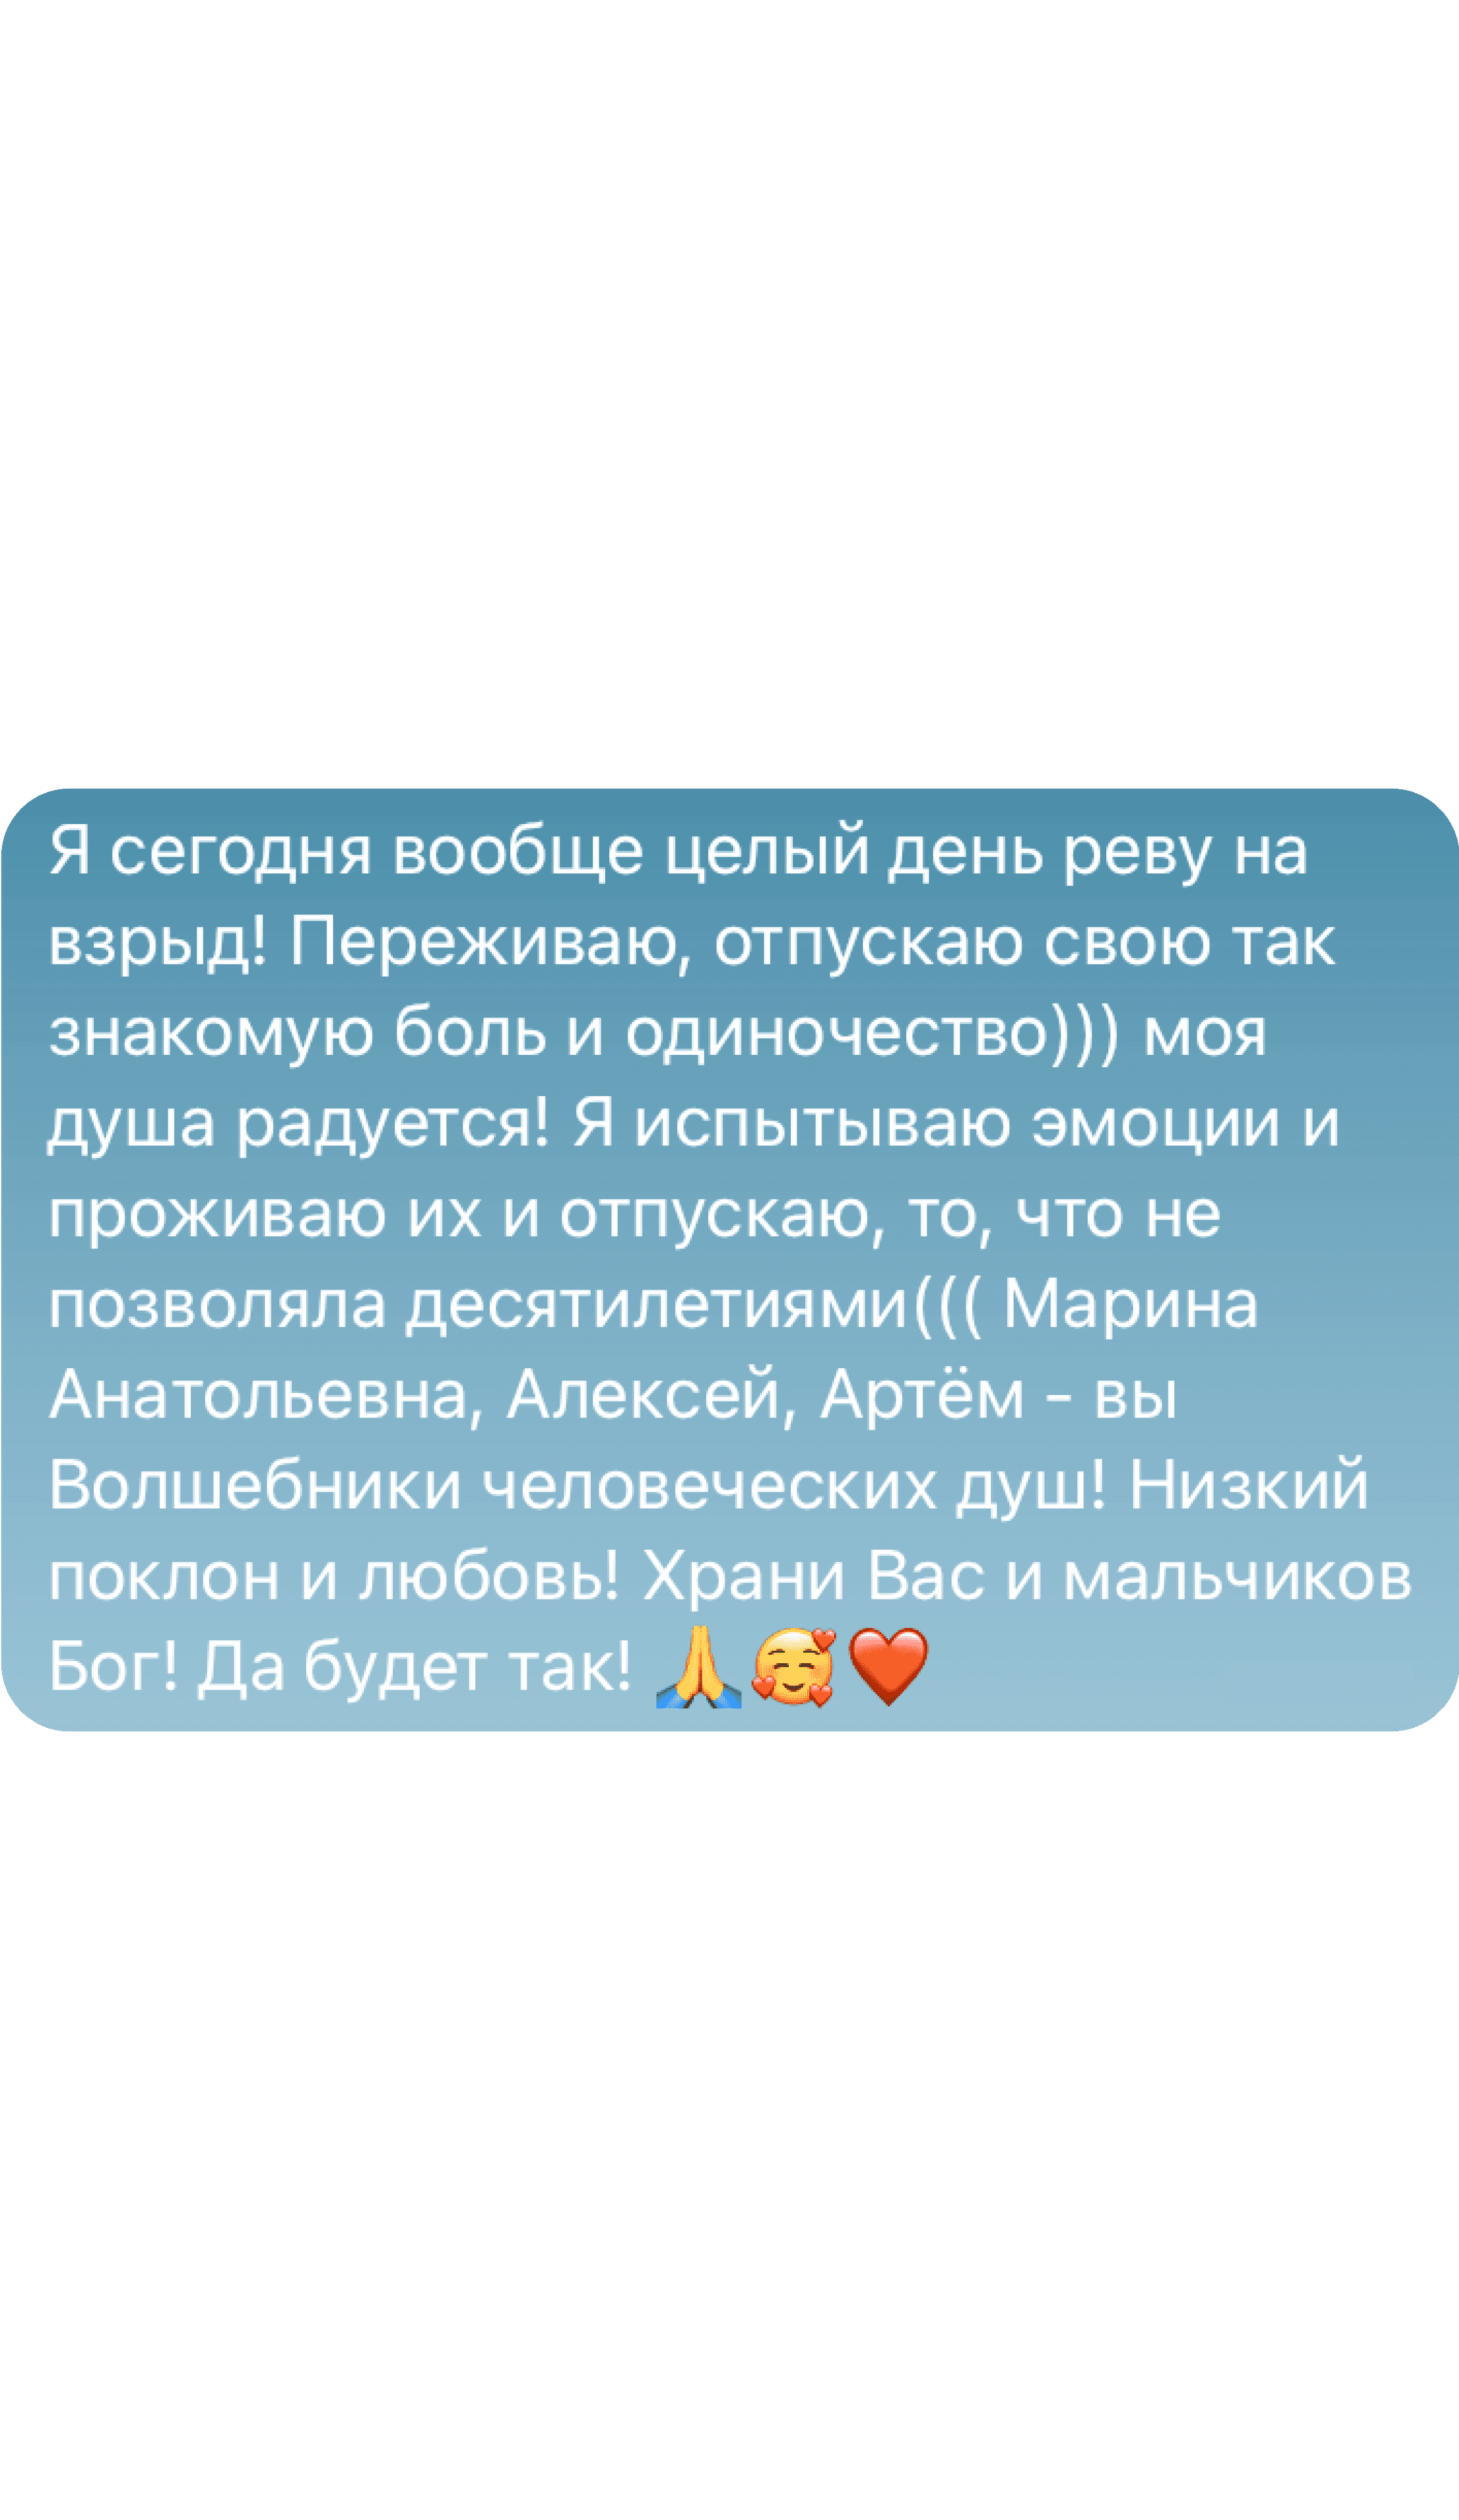 Я сегодня вообще целый день реву на
взрыд! Переживаю, отпускаю свою так
знакомую боль и одиночество))) моя
душа радуется! Я испытываю эмоции и
проживаю их и отпускаю, то, что не
позволяла десятилетиями((( Марина
Анатольевна, Алексей, Артём - вы
Волшебники человеческих душ! Низкий
поклон и любовь! Храни Вас и мальчиков
Бог! Да будет так! 🙏🥰❤️